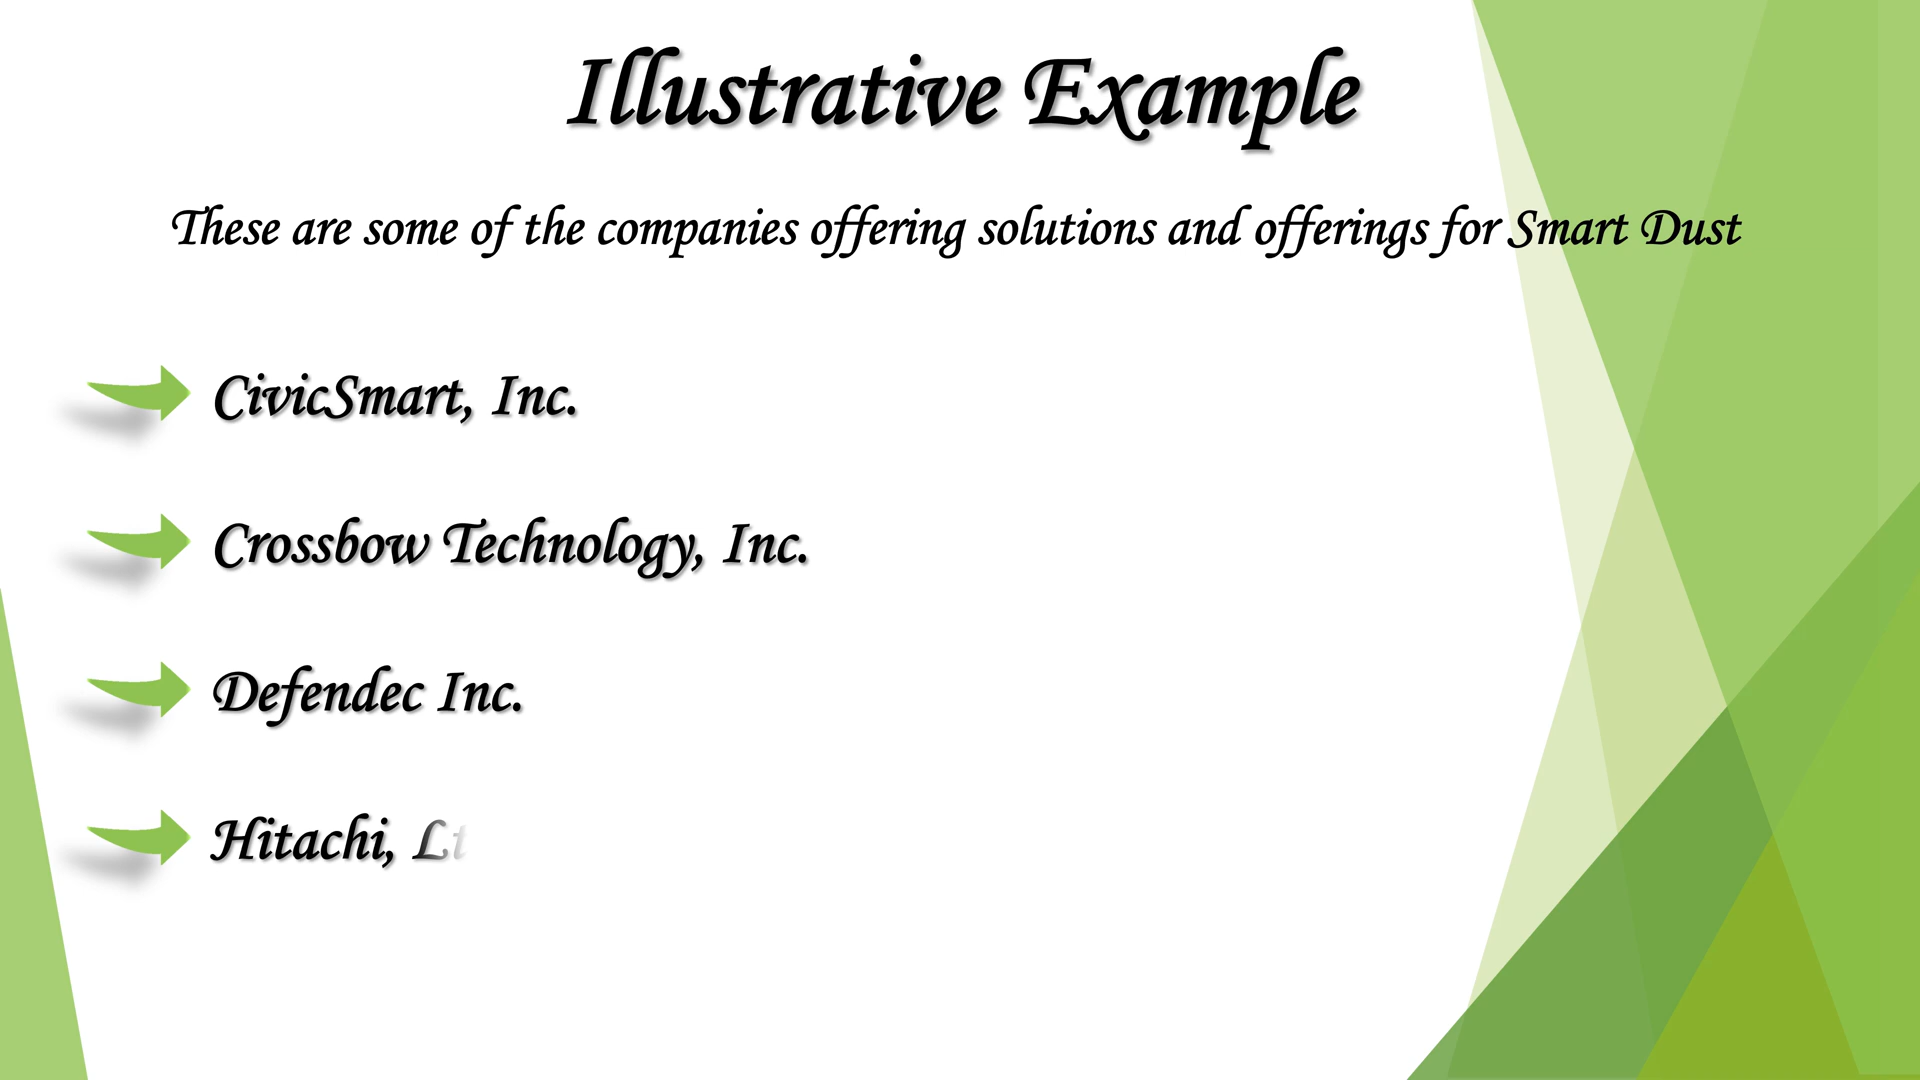 Illustrative Example
These are some of the companies offering solutions and offerings for Smart Dust
CivicSmart, Inc.
Crossbow Technology, Inc.
Defendec Inc.
Hitachi, Lt